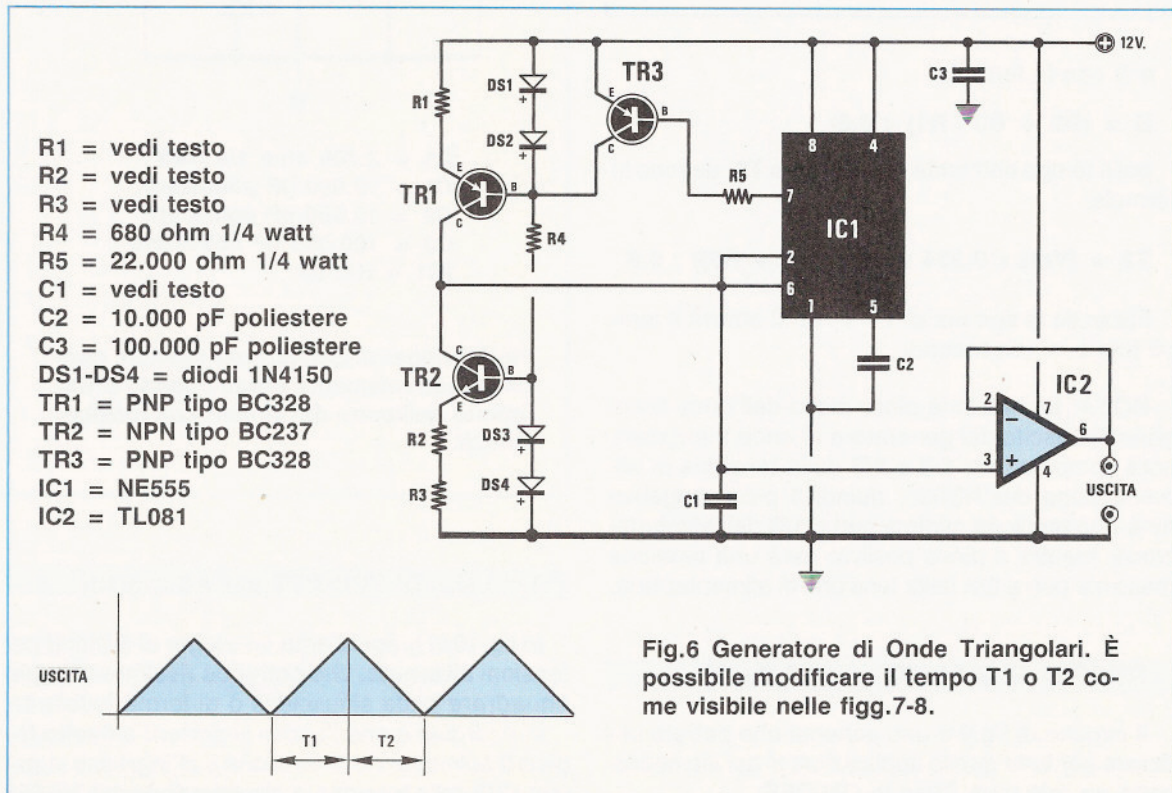 R1 = vedi testo
R2 = vedi testo
R3 = vedi testo
R4 = 680 ohm 1/4 watt
R5 = 22.000 ohm 1/4 watt
C1 = vedi testo
C2 = 10.000 pF poliestere
C3 = 100.000 pF poliestere
DS1-DS4 = diodi 1N4150
TR1 = PNP tipo BC328
TR2 = NPN tipo BC237
TR3 = PNP tipo BC328
IC1 = NE555
IC2 = TL081
12V.
C3
TR3
R1
DS1
DS2
E
B
C
E
TR1
B
C
R4
R5
8
4
7
IC1
2
6
1
5
C2
TR2
C
B
E
R2
R3
DS3
DS4
C1
IC2
2
7
6
3
4
USCITA
USCITA
T1
T2
Fig.6 Generatore di Onde Triangolari. È
possibile modificare il tempo T1 o T2 co-
me visibile nelle figg.7-8.